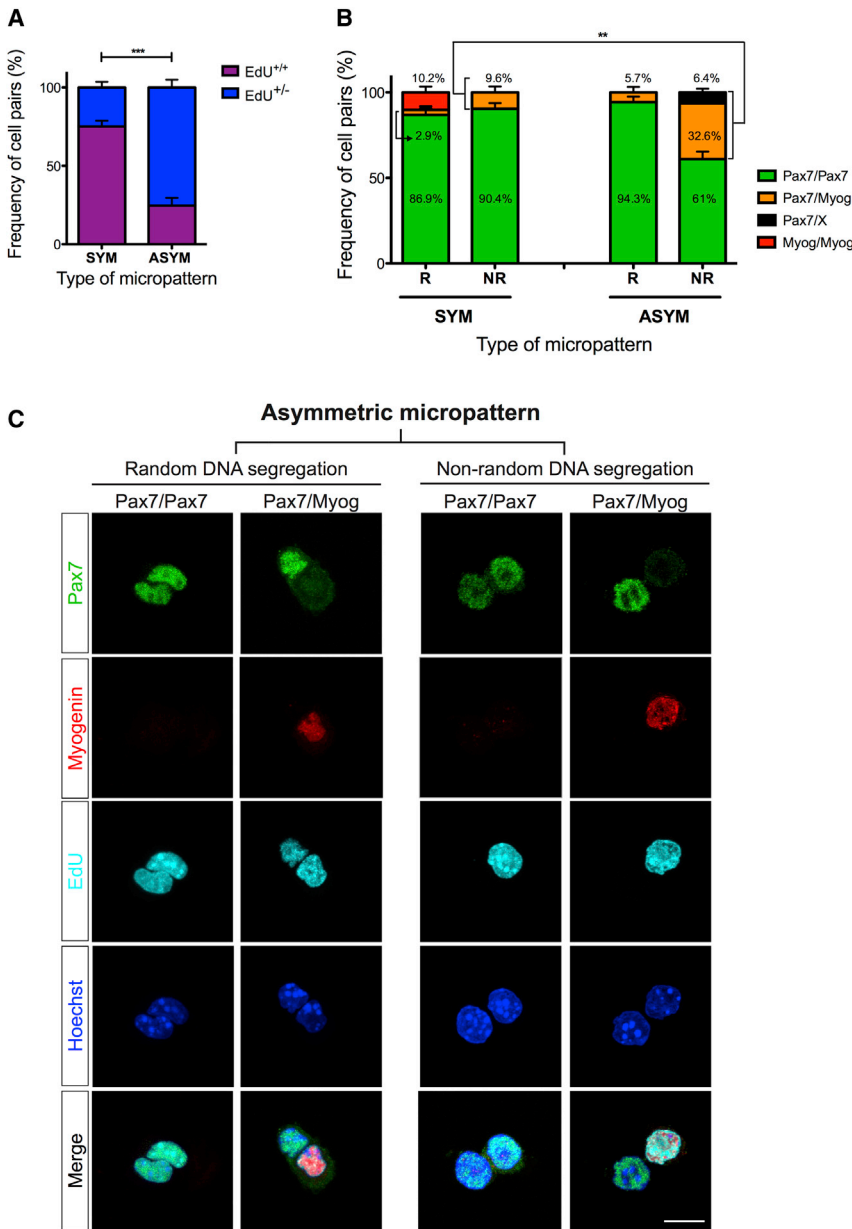 A
Frequency of cell pairs (%)
100
50
0
***
EdU+/+
EdU+/-
SYM ASYM
Type of micropattern
B
Frequency of cell pairs (%)
100
50
0
**
10.2% 9.6% 5.7% 6.4%
2.9% 32.6%
86.9% 90.4% 94.3% 61%
Pax7/Pax7
Pax7/Myog
Pax7/X
Myog/Myog
R NR R NR
SYM ASYM
Type of micropattern
C
Asymmetric micropattern
Random DNA segregation Non-random DNA segregation
Pax7/Pax7 Pax7/Myog Pax7/Pax7 Pax7/Myog
Pax7
Myogenin
EdU
Hoechst
Merge